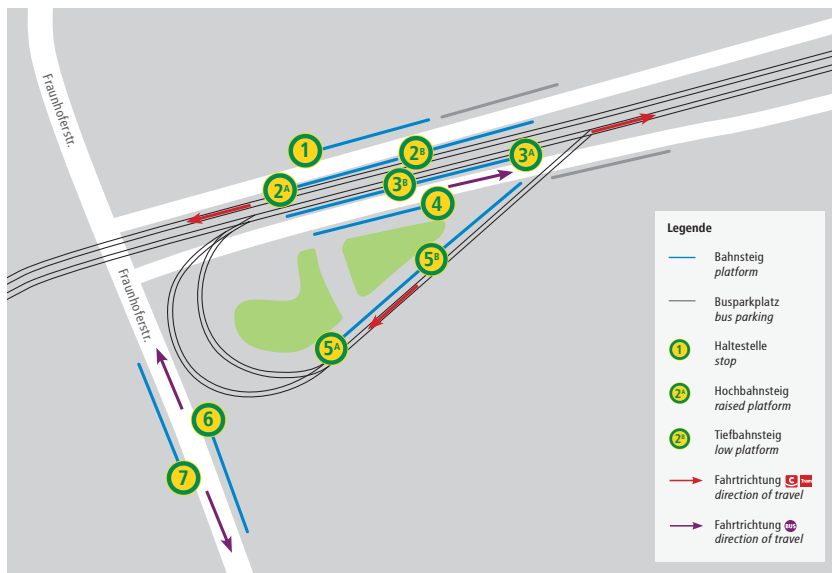 Fraunhoferstr.
1
2B
3A
2A
3B
4
5B
Fraunhoferstr.
5A
6
7
Legende
Bahnsteig
platform
Busparkplatz
bus parking
1
Haltestelle
stop
2A
Hochbahnsteig
raised platform
2B
Tiefbahnsteig
low platform
Fahrtrichtung C Tram
direction of travel
Fahrtrichtung BUS
direction of travel